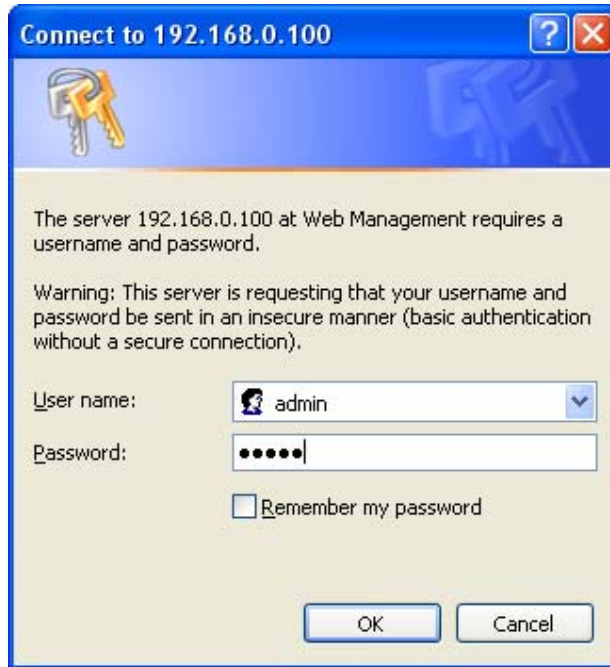 Connect to 192.168.0.100
The server 192.168.0.100 at Web Management requires a
username and password.
Warning: This server is requesting that your username and
password be sent in an insecure manner (basic authentication
without a secure connection).
User name:
admin
Password:
•••••
Remember my password
OK
Cancel